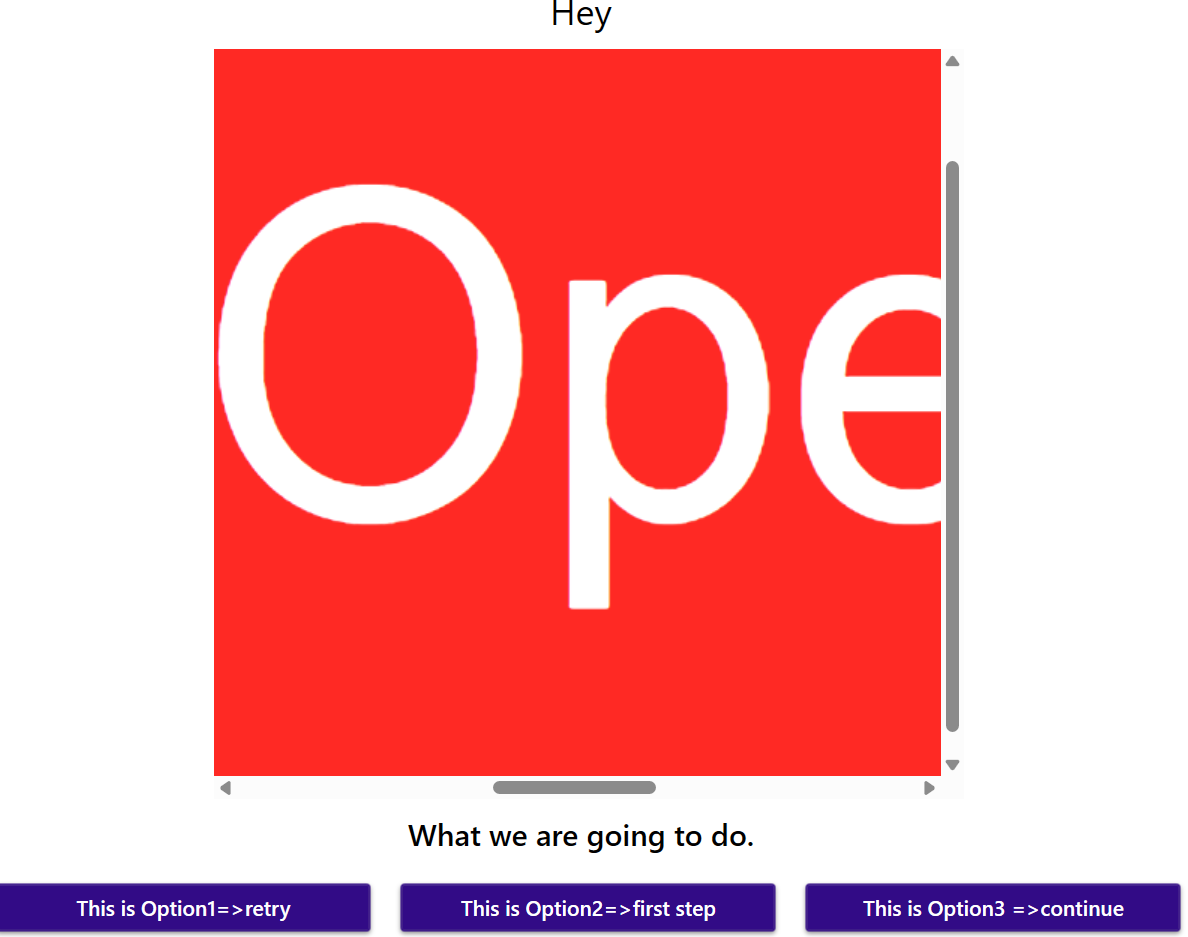 Hey
Ope
What we are going to do.
This is Option1=>retry
This is Option2=>first step
This is Option3 =>continue